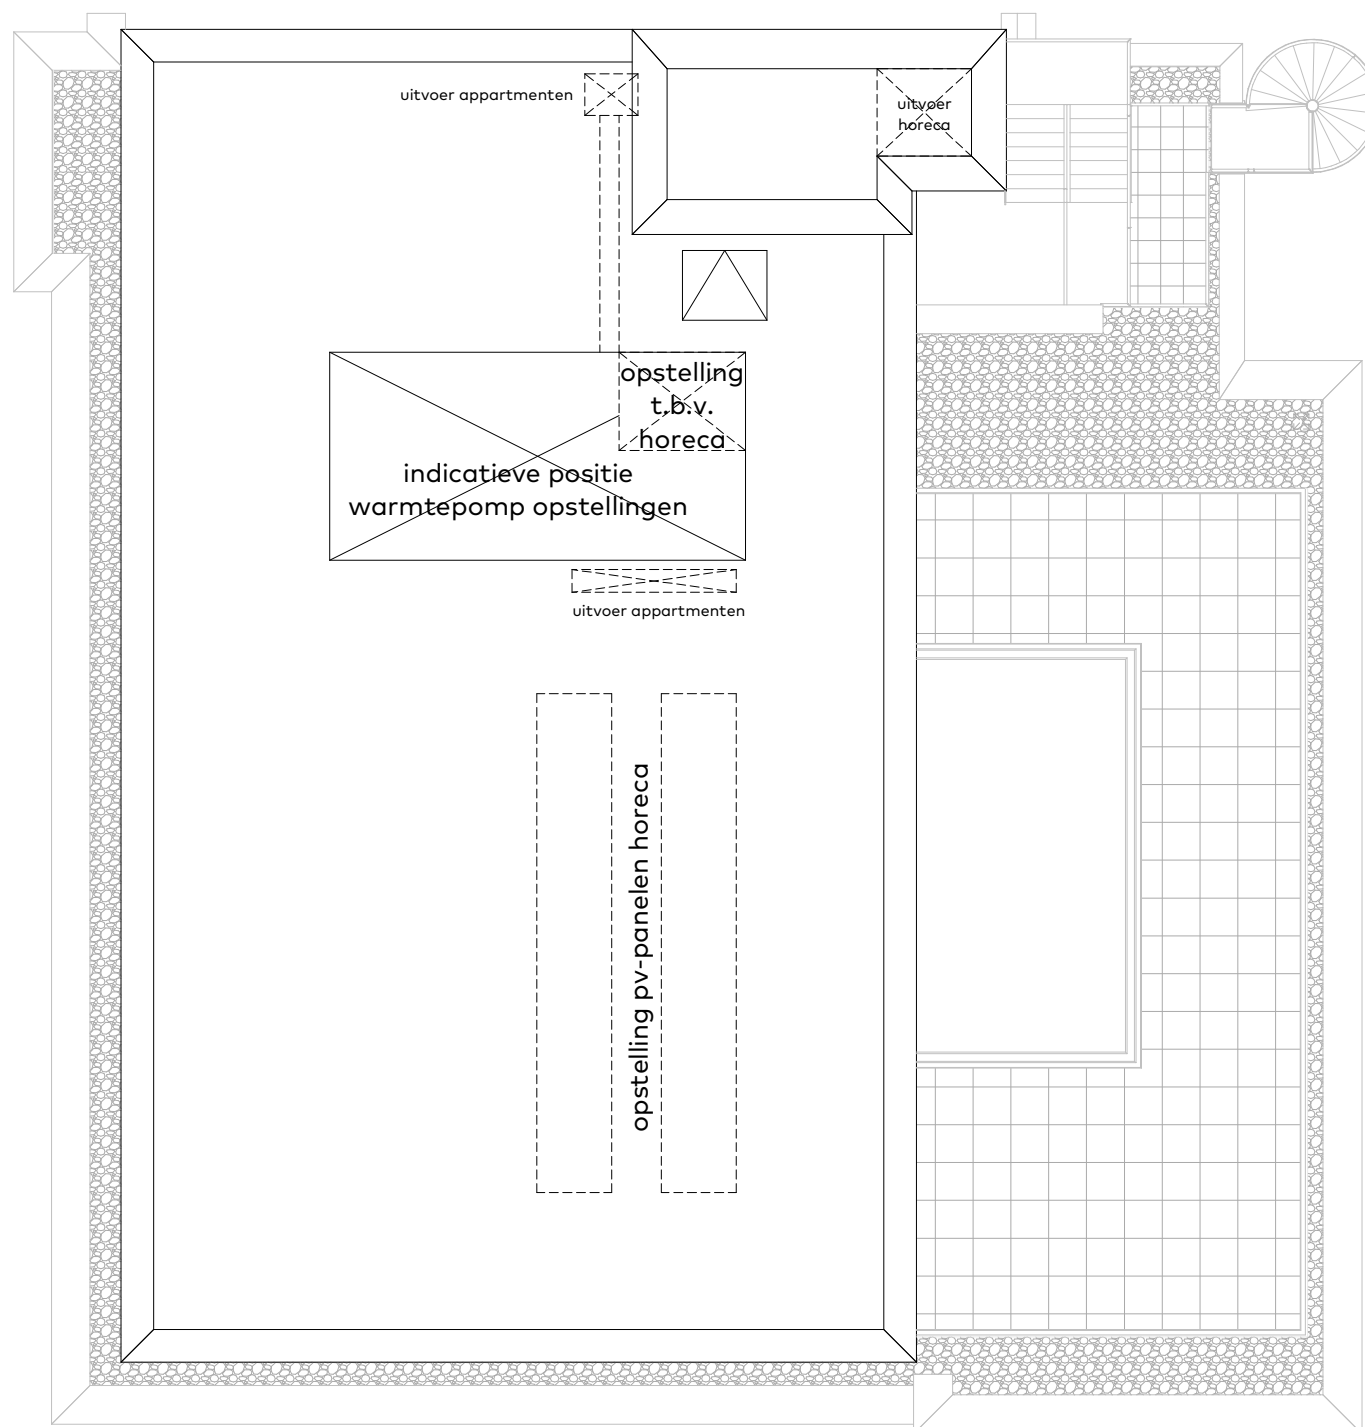 uitvoer appartmenten
uitvoer
horeca
opstelling
t.b.v.
horeca
indicatieve positie
warmtepomp opstellingen
uitvoer appartmenten
opstelling pv-panelen horeca